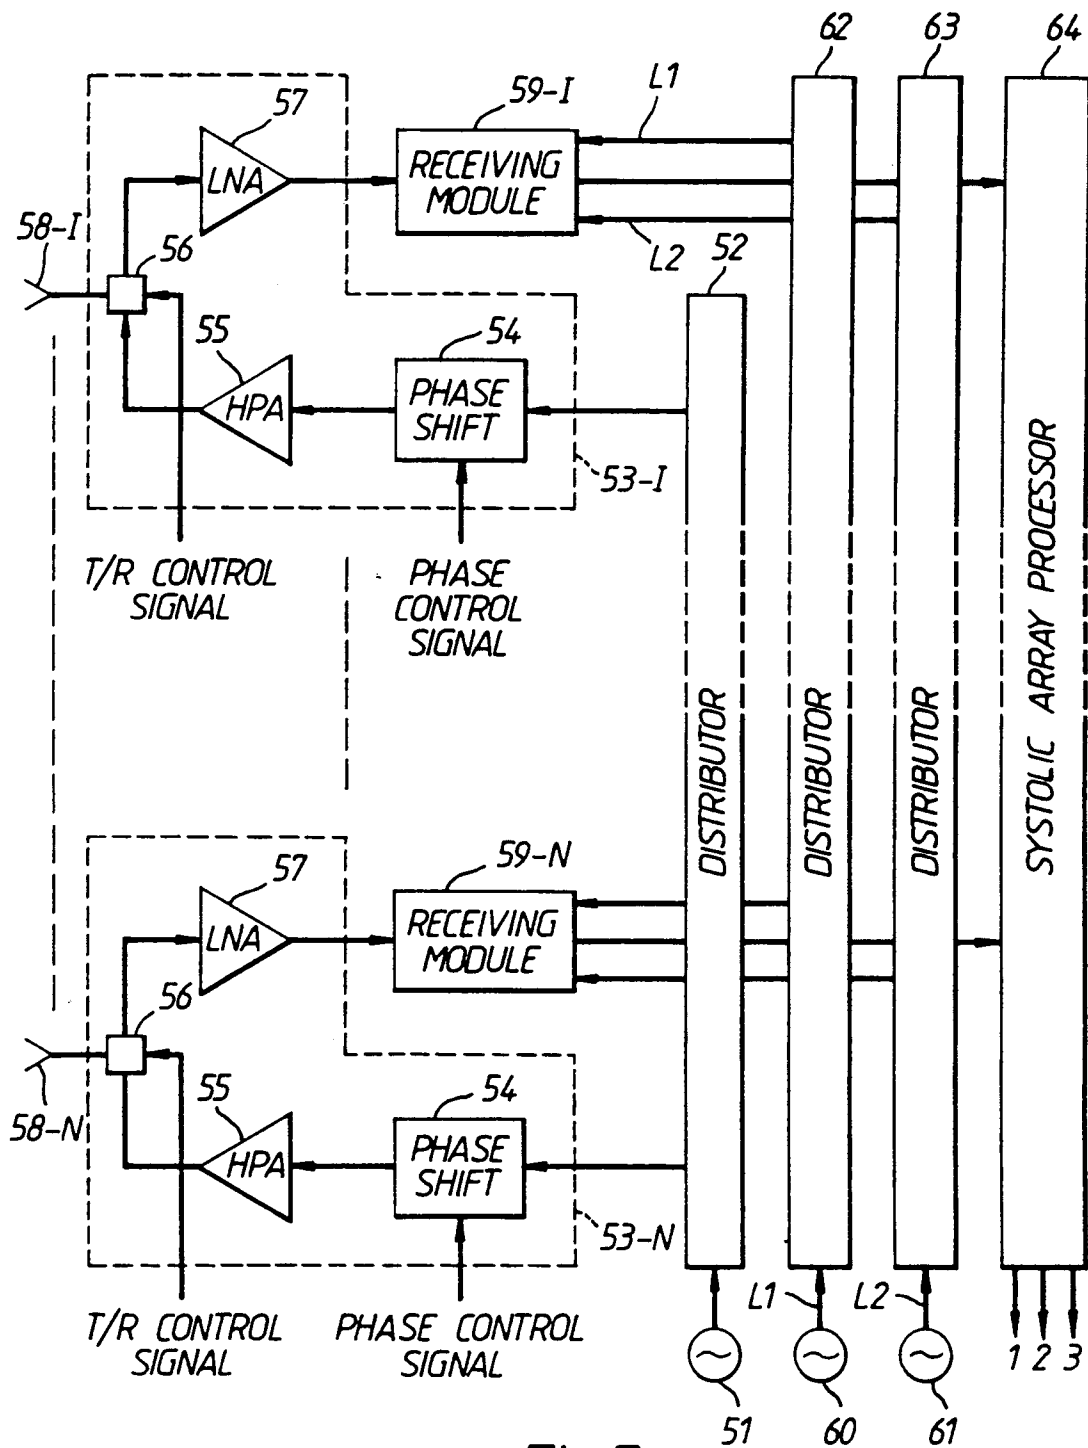 62
63
64
57
59-I
L1
LNA
RECEIVING
MODULE
58-I
56
L2
52
55
54
HPA
PHASE
SHIFT
53-I
T/R CONTROL
SIGNAL
PHASE
CONTROL
SIGNAL
DISTRIBUTOR
DISTRIBUTOR
DISTRIBUTOR
SYSTOLIC ARRAY PROCESSOR
57
59-N
LNA
RECEIVING
MODULE
56
58-N
55
54
HPA
PHASE
SHIFT
53-N
T/R CONTROL
SIGNAL
PHASE CONTROL
SIGNAL
L1
L2
1 2 3
51
60
61